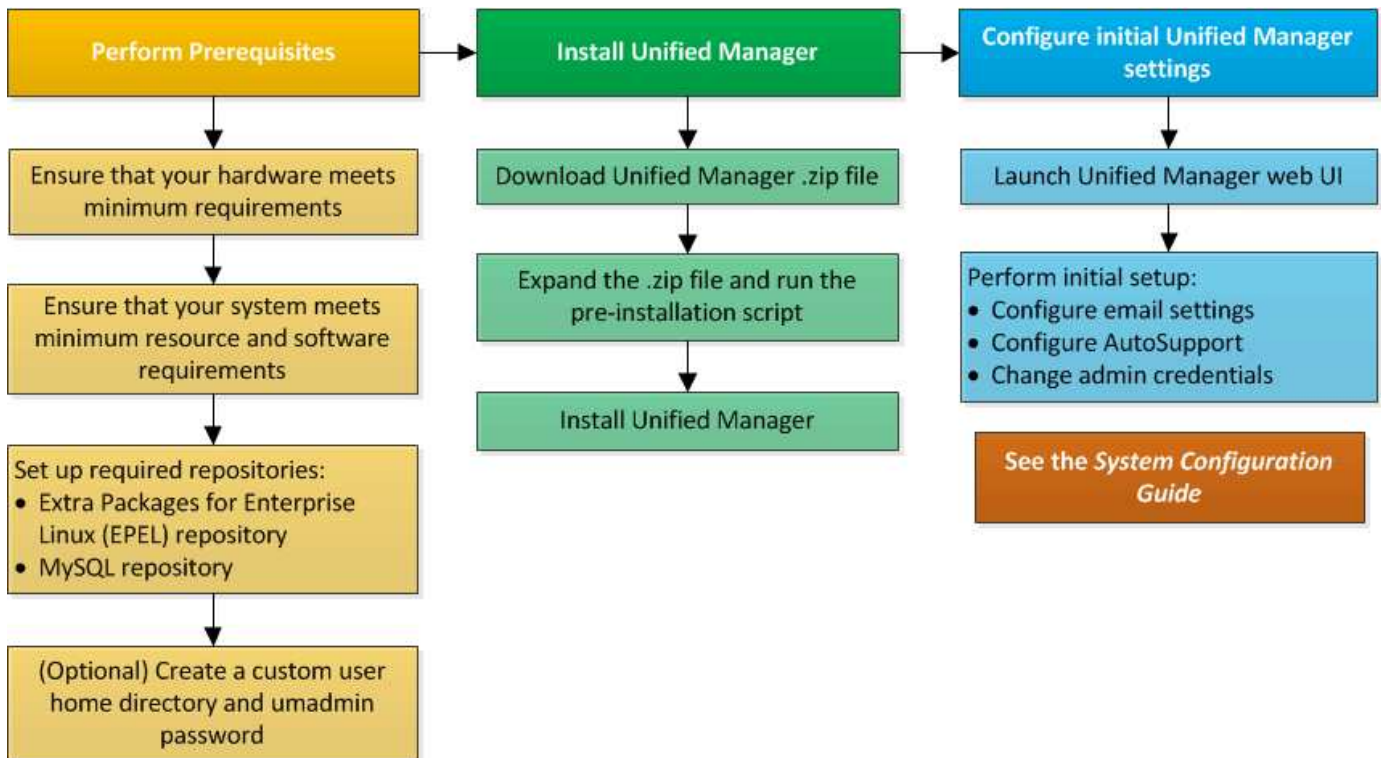 Perform Prerequisites
Install Unified Manager
Configure initial Unified Manager
settings
Ensure that your hardware meets
minimum requirements
Ensure that your system meets
minimum resource and software
requirements
Set up required repositories:
• Extra Packages for Enterprise
Linux (EPEL) repository
• MySQL repository
(Optional) Create a custom user
home directory and umadmin
password
Download Unified Manager .zip file
Expand the .zip file and run the
pre-installation script
Install Unified Manager
Launch Unified Manager web UI
Perform initial setup:
• Configure email settings
• Configure AutoSupport
• Change admin credentials
See the System Configuration
Guide